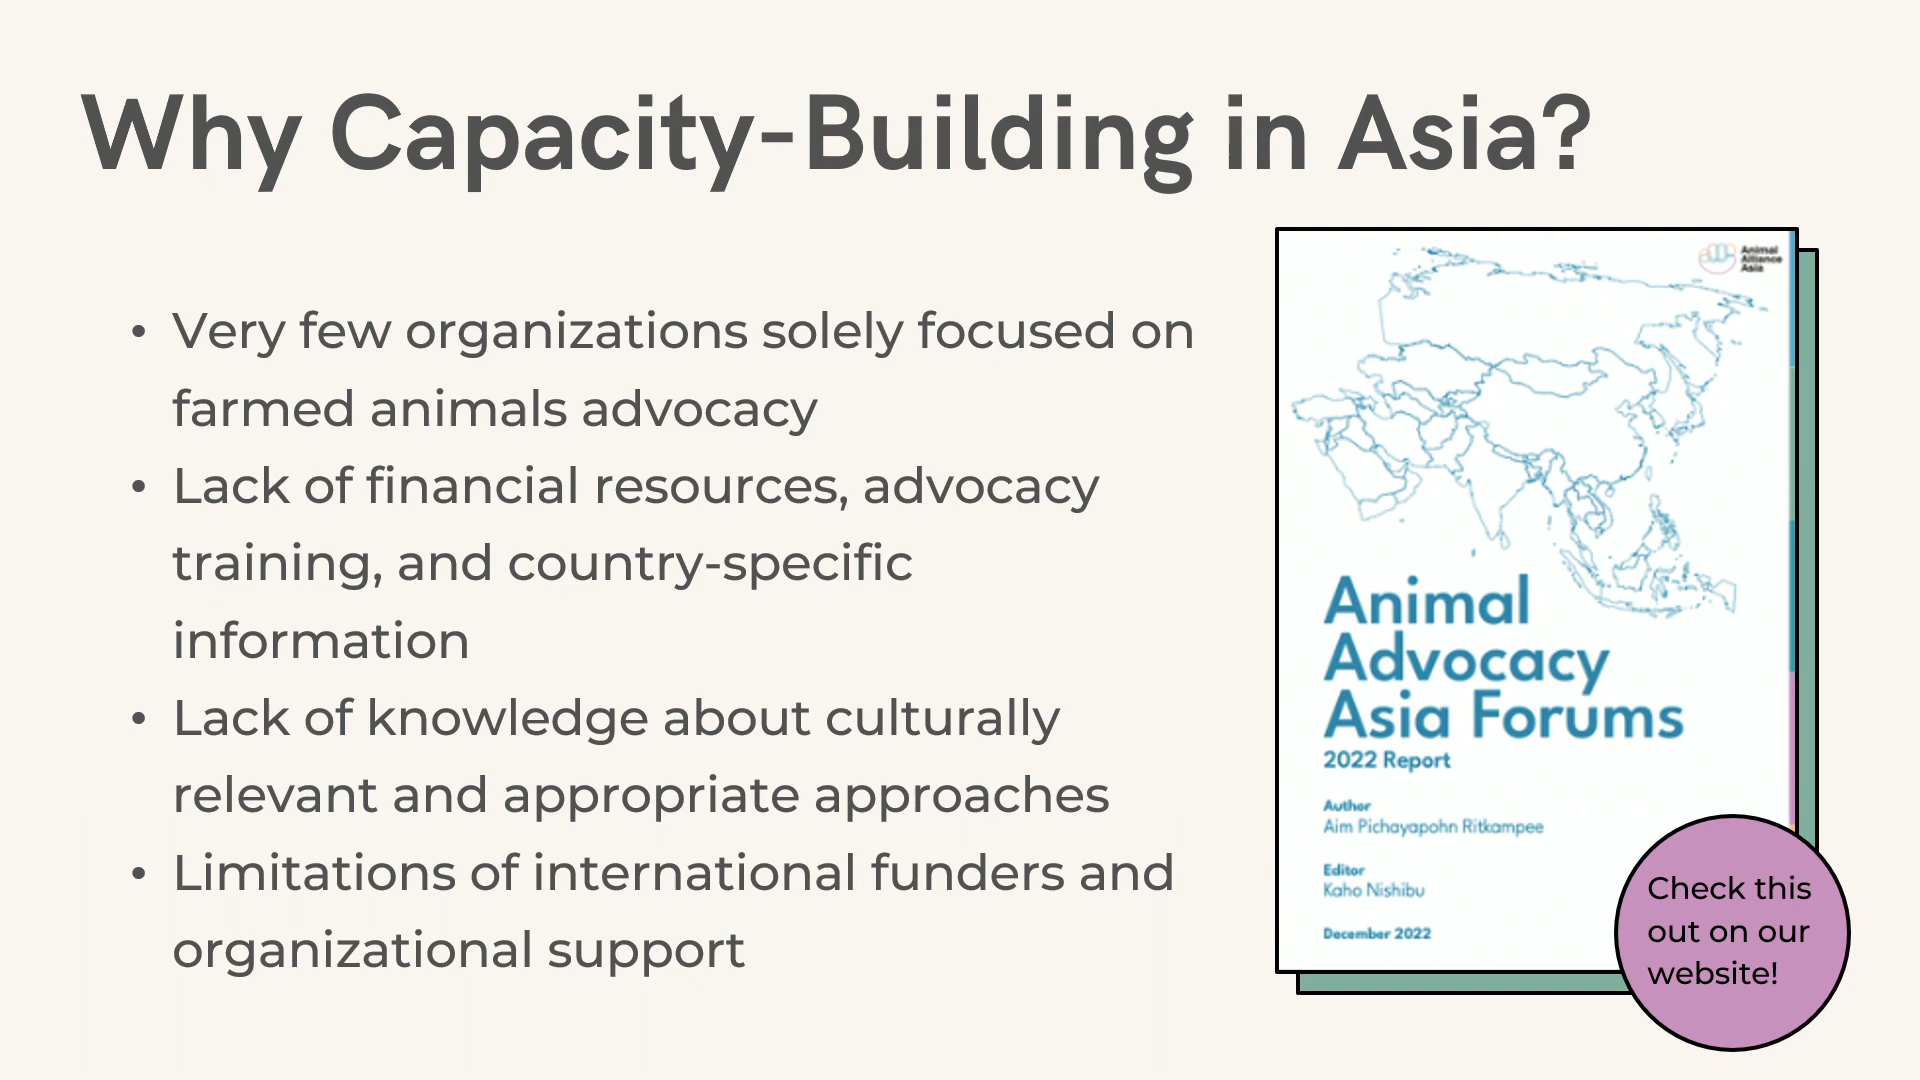 Why Capacity-Building in Asia?
• Very few organizations solely focused on
farmed animals advocacy
• Lack of financial resources, advocacy
training, and country-specific
information
• Lack of knowledge about culturally
relevant and appropriate approaches
• Limitations of international funders and
organizational support
Animal
Alliance
Asia
Animal
Advocacy
Asia Forums
2022 Report
Author
Aim Pichayapohn Ritkampee
Editor
Kaho Nishibu
December 2022
Check this
out on our
website!